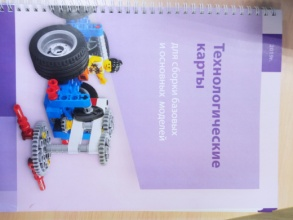 Технологические
карты
для сборки базовых
и основных моделей